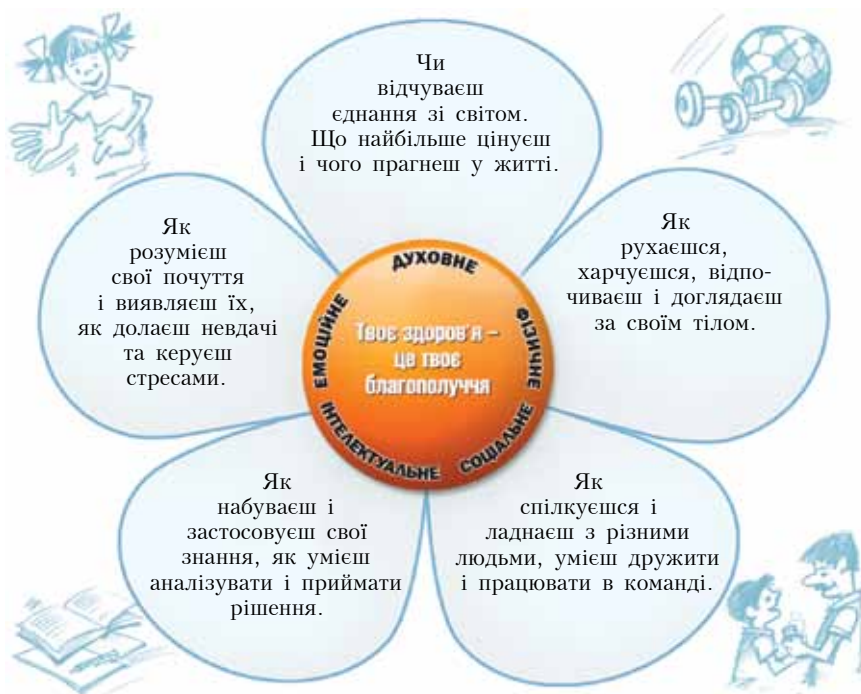 Чи
відчуваєш
єднання зі світом.
Що найбільше цінуєш
і чого прагнеш у житті.
Як
розумієш
свої почуття
і виявляєш їх,
як долаєш невдачі
та керуєш
стресами.
Як
рухаєшся,
харчуєшся, відпо-
чиваєш і доглядаєш
за своїм тілом.
ДУХОВНЕ
ЕМОЦІЙНЕ
ФІЗИЧНЕ
Твоє здоров'я –
це твоє
благополуччя
ІНТЕЛЕКТУАЛЬНЕ
СОЦІАЛЬНЕ
Як
набуваєш і
застосовуєш свої
знання, як умієш
аналізувати і приймати
рішення.
Як
спілкуєшся і
ладнаєш з різними
людьми, умієш дружити
і працювати в команді.